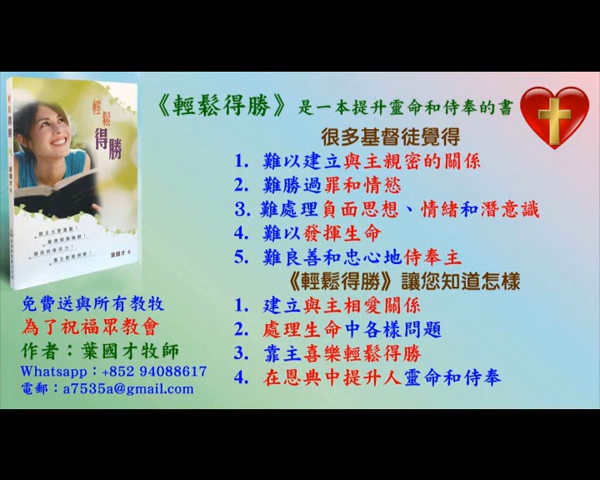 《輕鬆得勝》是一本提升靈命和侍奉的書
很多基督徒覺得
1. 難以建立與主親密的關係
2. 難勝過罪和情慾
3. 難處理負面思想、情緒和潛意識
4. 難以發揮生命
5. 難良善和忠心地侍奉主
《輕鬆得勝》讓您知道怎樣
1. 建立與主相愛關係
2. 處理生命中各樣問題
3. 靠主喜樂輕鬆得勝
4. 在恩典中提升人靈命和侍奉
輕鬆
得勝
葉國才 著
輕鬆得勝
免費送與所有教牧
為了祝福眾教會
作者：葉國才牧師
Whatsapp：+852 94088617
電郵：a7535a@gmail.com